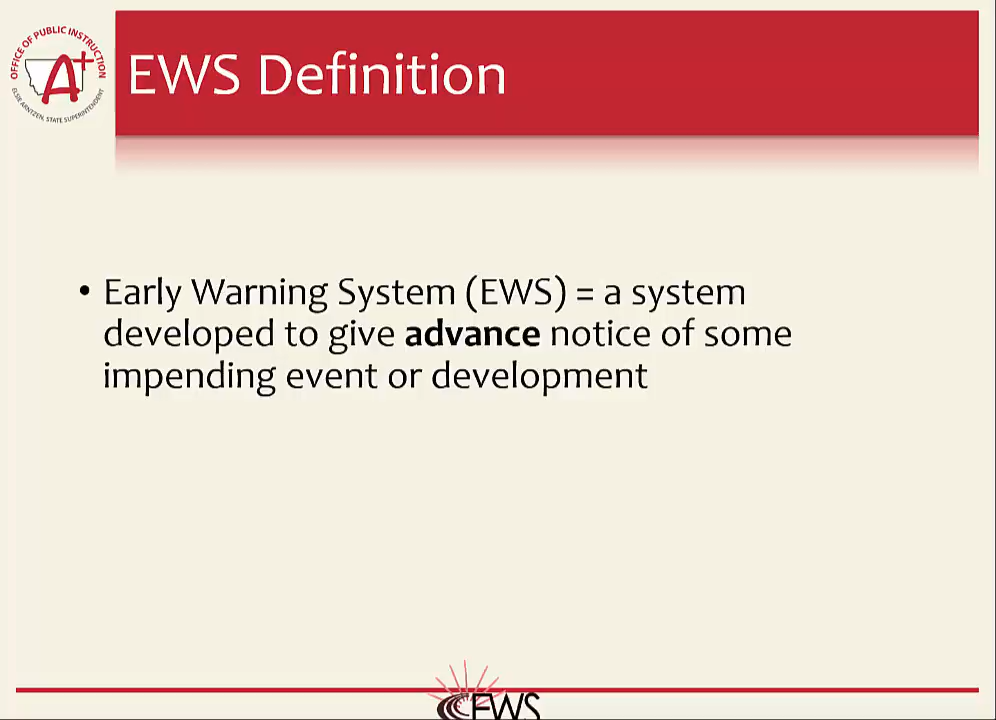 OFFICE OF PUBLIC INSTRUCTION
A+
ELSIE ARNTZEN, STATE SUPERINTENDENT
EWS Definition
• Early Warning System (EWS) = a system
developed to give advance notice of some
impending event or development
EWS